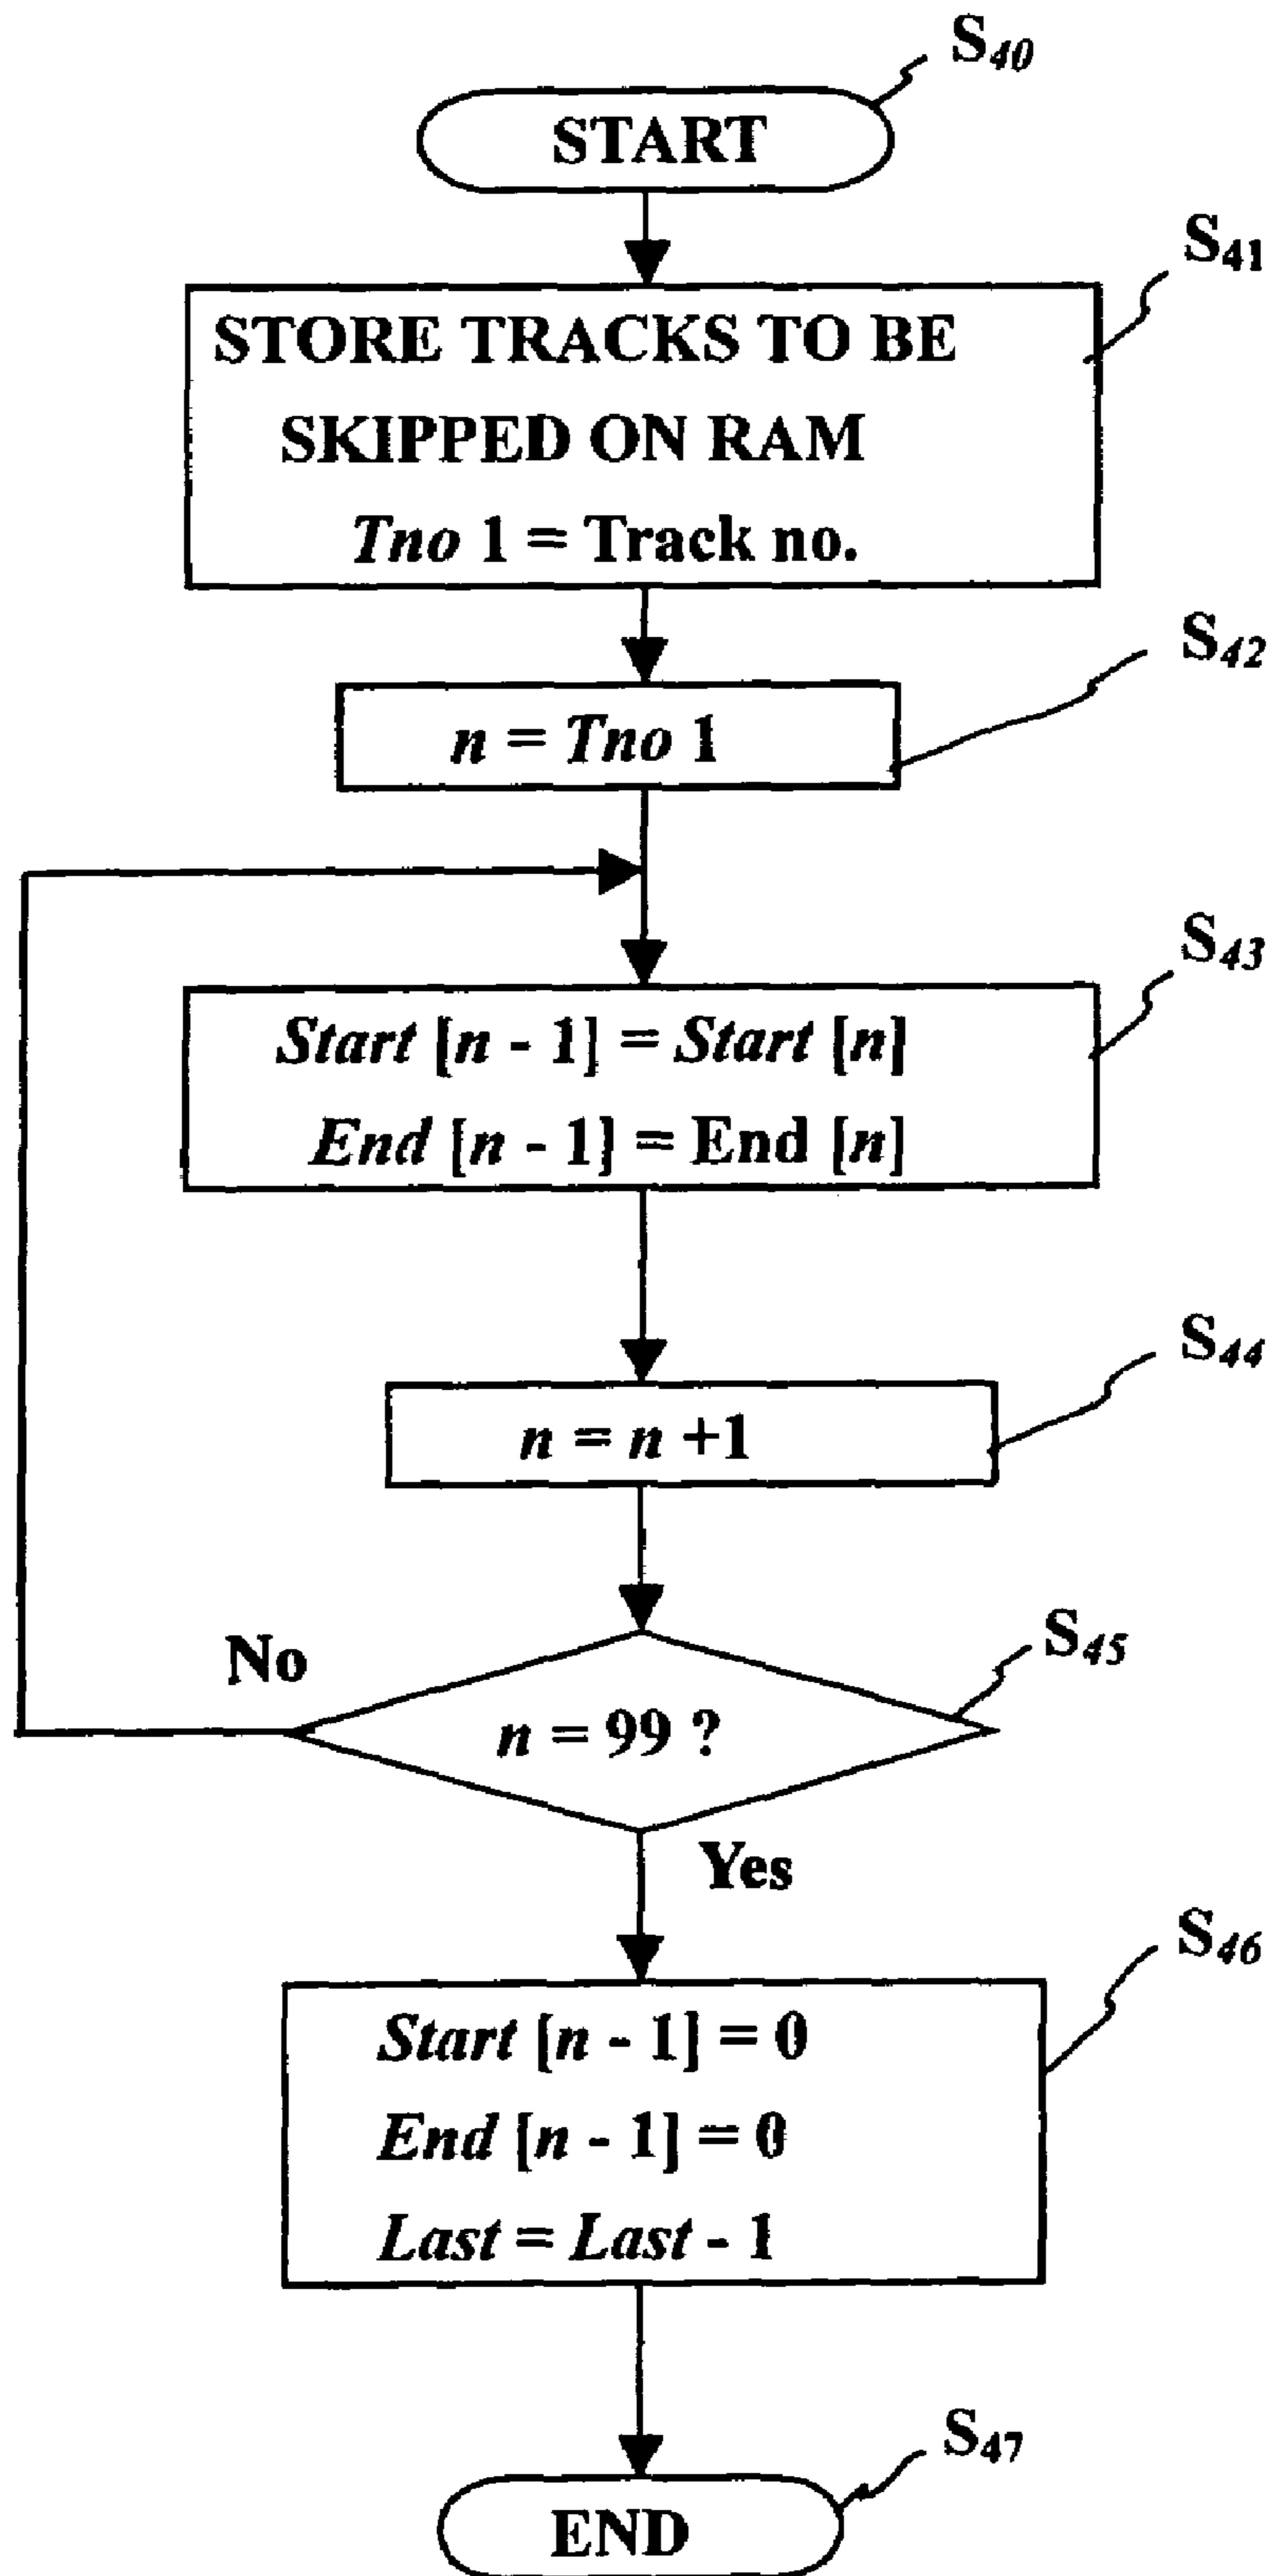 S40
START
S41
STORE TRACKS TO BE
SKIPPED ON RAM
Tno 1 = Track no.
S42
n = Tno 1
S43
Start [n - 1] = Start [n]
End [n - 1] = End [n]
S44
n = n +1
No
S45
n = 99 ?
Yes
S46
Start [n - 1] = 0
End [n - 1] = 0
Last = Last - 1
S47
END